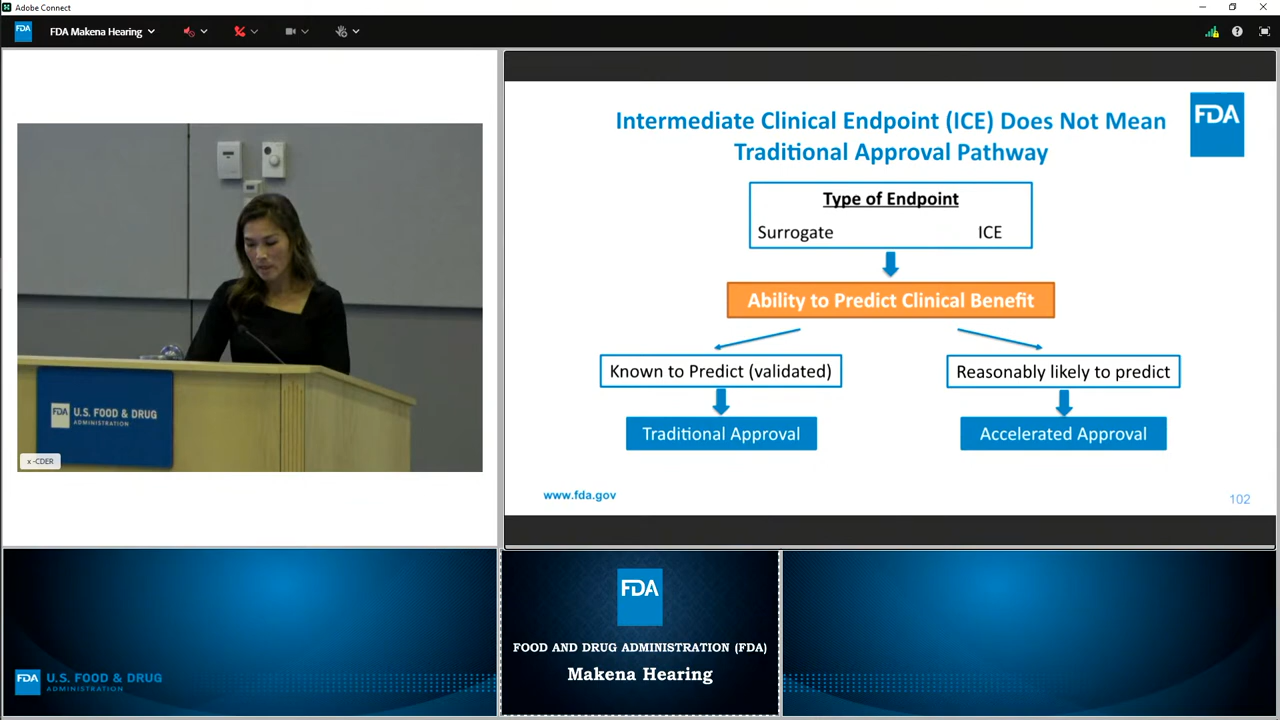 Adobe Connect
FDA
FDA Makena Hearing
Intermediate Clinical Endpoint (ICE) Does Not Mean
Traditional Approval Pathway
FDA
Type of Endpoint
Surrogate ICE
Ability to Predict Clinical Benefit
Known to Predict (validated) Reasonably likely to predict
Traditional Approval Accelerated Approval
www.fda.gov
102
FDA U.S. FOOD & DRUG
ADMINISTRATION
x -CDER
FDA U.S. FOOD & DRUG
ADMINISTRATION
FDA
FOOD AND DRUG ADMINISTRATION (FDA)
Makena Hearing